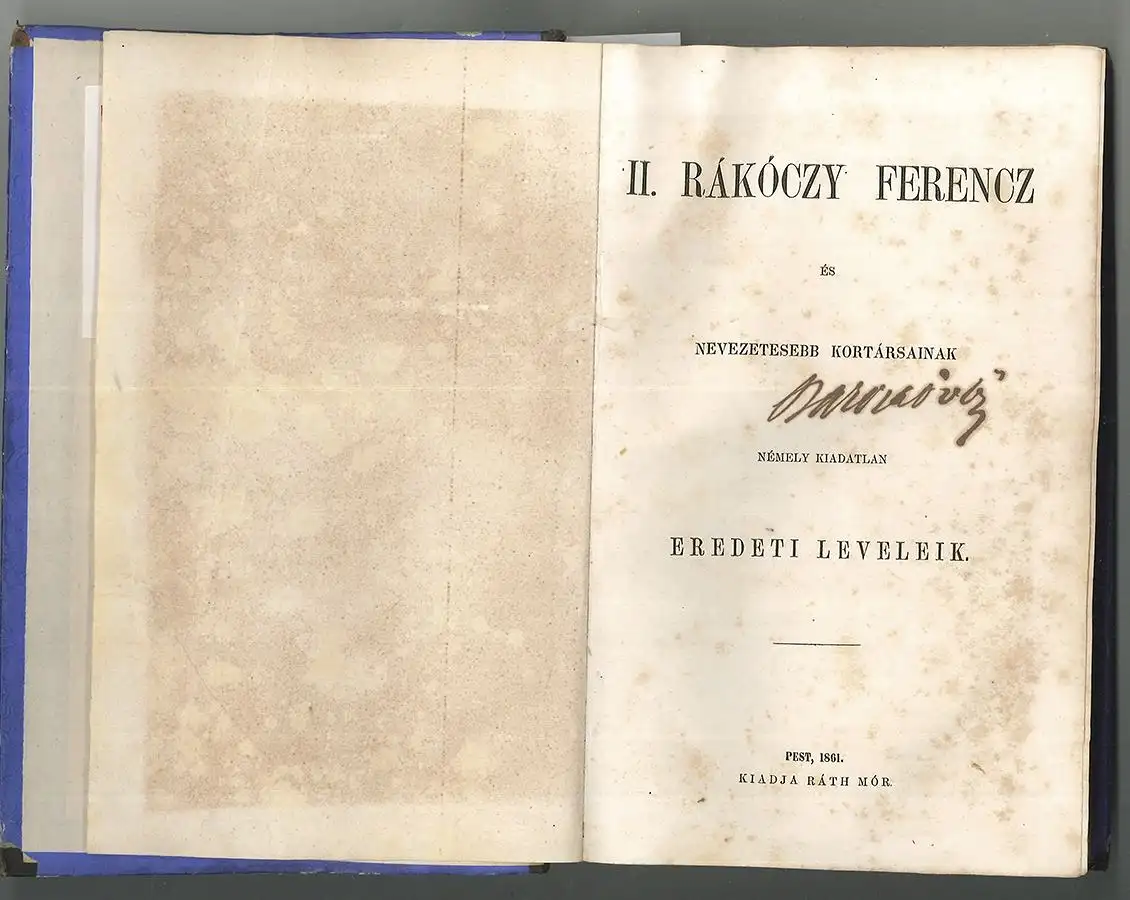 II. RÁKÓCZY FERENCZ
ÉS
NEVEZETESEBB KORTÁRSAINAK
NÉMELY KIADATLAN
EREDETI LEVELEIK.
PEST, 1861.
KIADJA RÁTH MÓR.